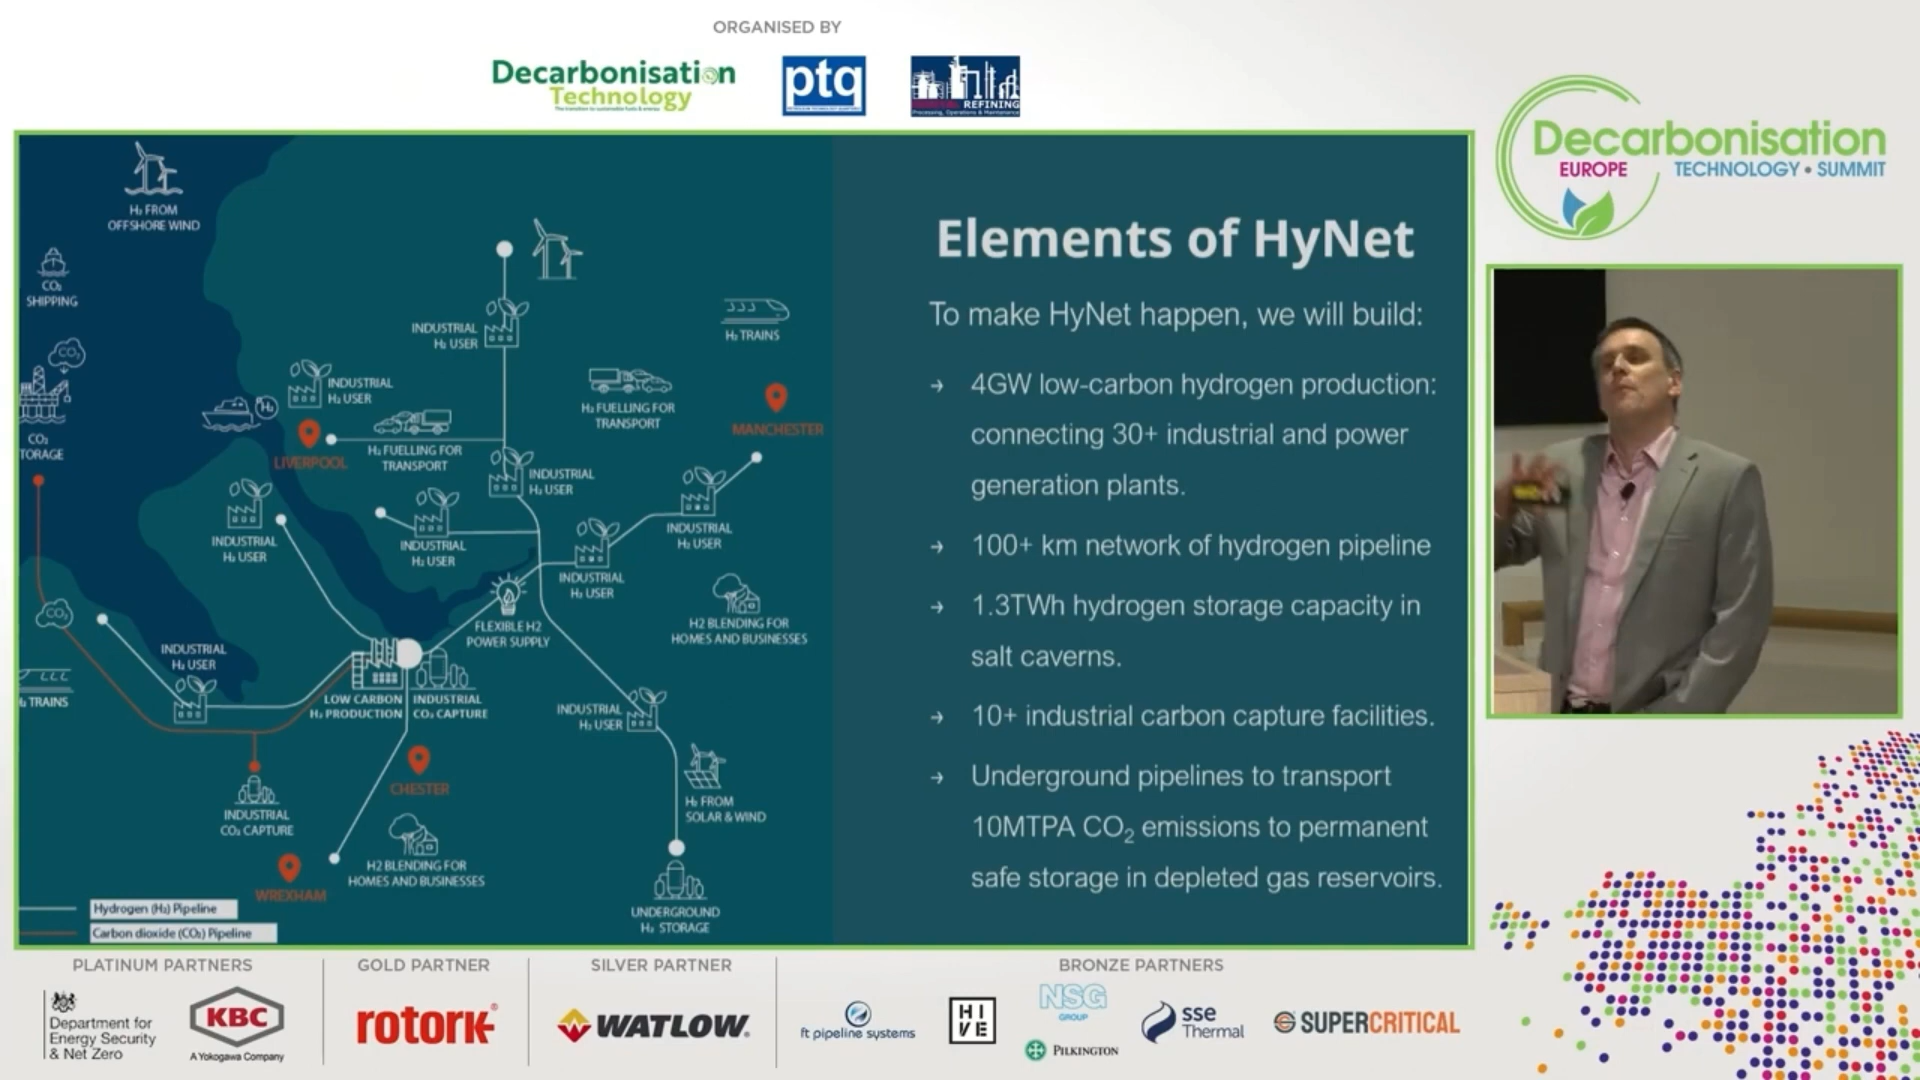 ORGANISED BY
Decarbonisation
Technology
ptq
REFINING
Processing, Operations & Maintenance
Decarbonisation
EUROPE
TECHNOLOGY • SUMMIT
H₂ FROM
OFFSHORE WIND
CO₂
SHIPPING
CO₂
CO₂
TORAGE
INDUSTRIAL
H₂ USER
H₂ TRAINS
INDUSTRIAL
H₂ USER
H₂
H₂ FUELLING FOR
TRANSPORT
MANCHESTER
LIVERPOOL
H₂ FUELLING FOR
TRANSPORT
INDUSTRIAL
H₂ USER
INDUSTRIAL
H₂ USER
INDUSTRIAL
H₂ USER
INDUSTRIAL
H₂ USER
INDUSTRIAL
H₂ USER
CO₂
FLEXIBLE H2
POWER SUPPLY
H2 BLENDING FOR
HOMES AND BUSINESSES
INDUSTRIAL
H₂ USER
TRAINS
LOW CARBON
H₂ PRODUCTION
INDUSTRIAL
CO₂ CAPTURE
INDUSTRIAL
H₂ USER
CHESTER
INDUSTRIAL
CO₂ CAPTURE
H₂ FROM
SOLAR & WIND
H2 BLENDING FOR
HOMES AND BUSINESSES
WREXHAM
UNDERGROUND
H₂ STORAGE
Hydrogen (H₂) Pipeline
Carbon dioxide (CO₂) Pipeline
Elements of HyNet
To make HyNet happen, we will build:
→ 4GW low-carbon hydrogen production:
connecting 30+ industrial and power
generation plants.
→ 100+ km network of hydrogen pipeline
→ 1.3TWh hydrogen storage capacity in
salt caverns.
→ 10+ industrial carbon capture facilities.
→ Underground pipelines to transport
10MTPA CO₂ emissions to permanent
safe storage in depleted gas reservoirs.
PLATINUM PARTNERS
GOLD PARTNER
SILVER PARTNER
BRONZE PARTNERS
Department for
Energy Security
& Net Zero
KBC
A Yokogawa Company
rotork®
WATLOW®
ft pipeline systems
HI
VE
NSG
GROUP
PILKINGTON
sse
Thermal
SUPERCRITICAL